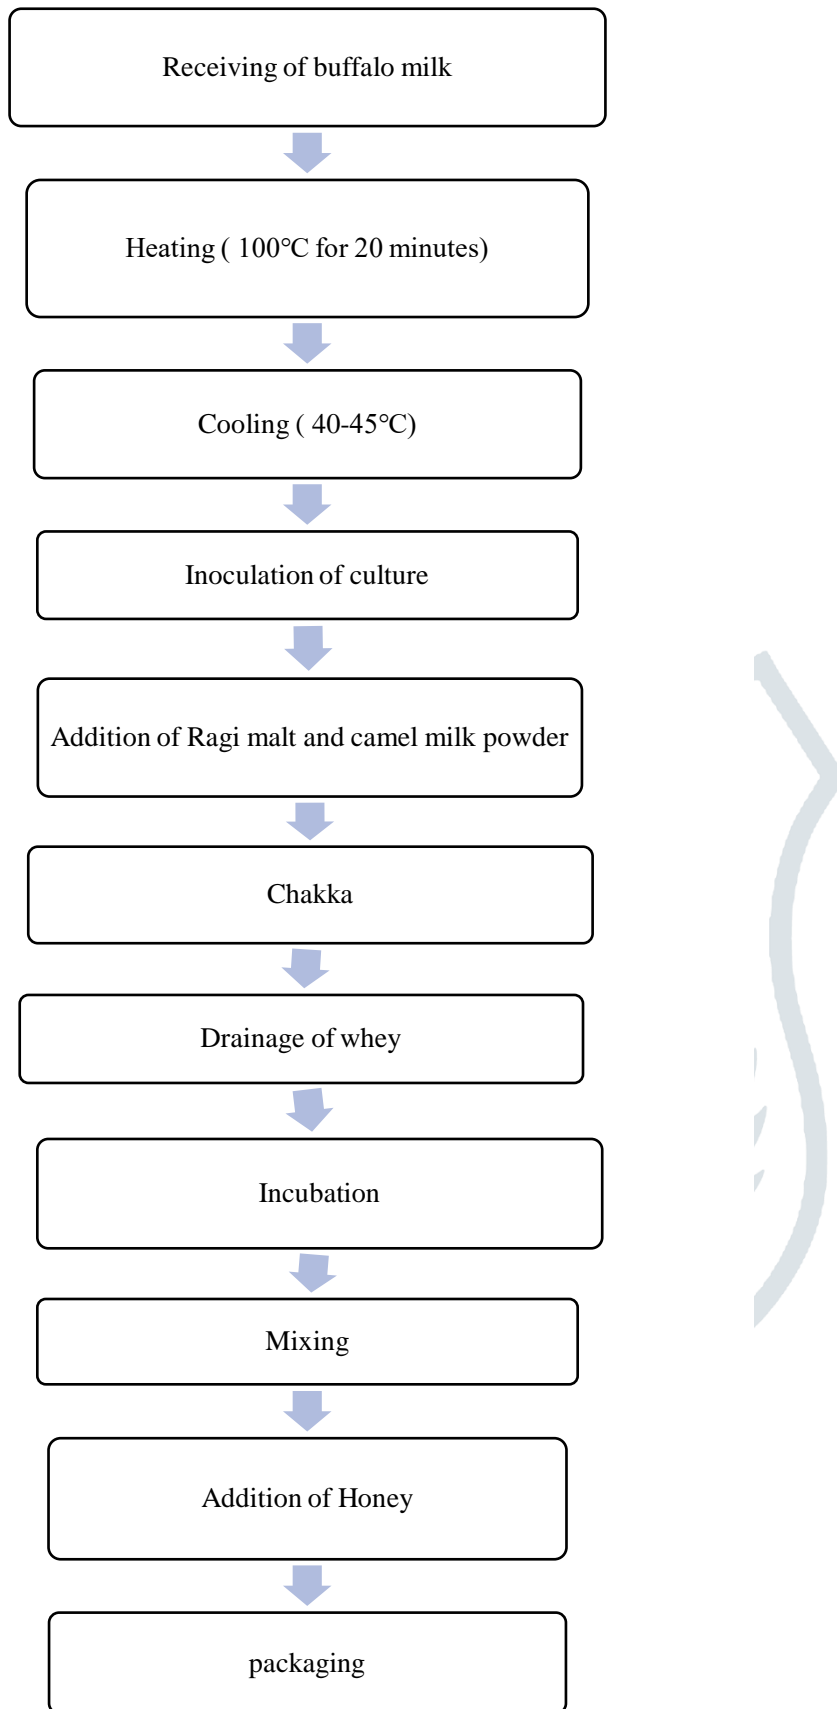 Receiving of buffalo milk
Heating ( 100°C for 20 minutes)
Cooling ( 40-45°C)
Inoculation of culture
Addition of Ragi malt and camel milk powder
Chakka
Drainage of whey
Incubation
Mixing
Addition of Honey
packaging